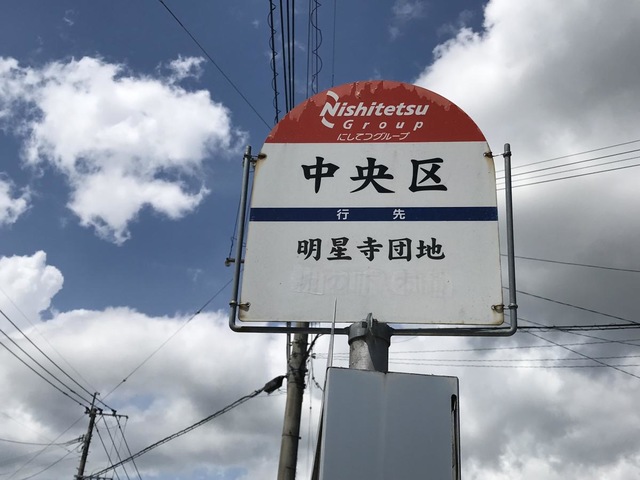 Nishitetsu
Group
にしてつグループ
中央区
行先
明星寺団地